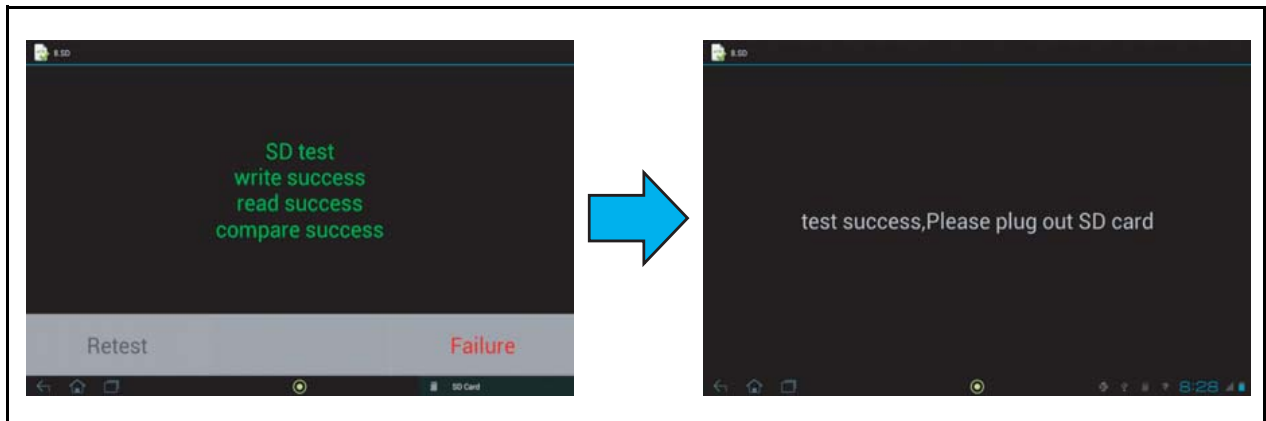 8.SD
SD test
write success
read success
compare success
Retest
Failure
SD Card
8.SD
test success,Please plug out SD card
8:28